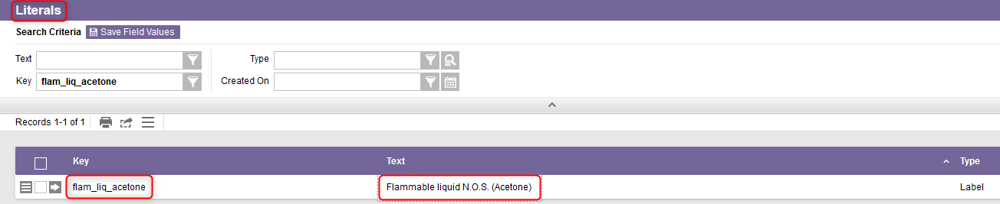 Literals
Search Criteria Save Field Values
Text Type
Key flam_liq_acetone Created On
Records 1-1 of 1
Key Text Type
flam_liq_acetone Flammable liquid N.O.S. (Acetone) Label